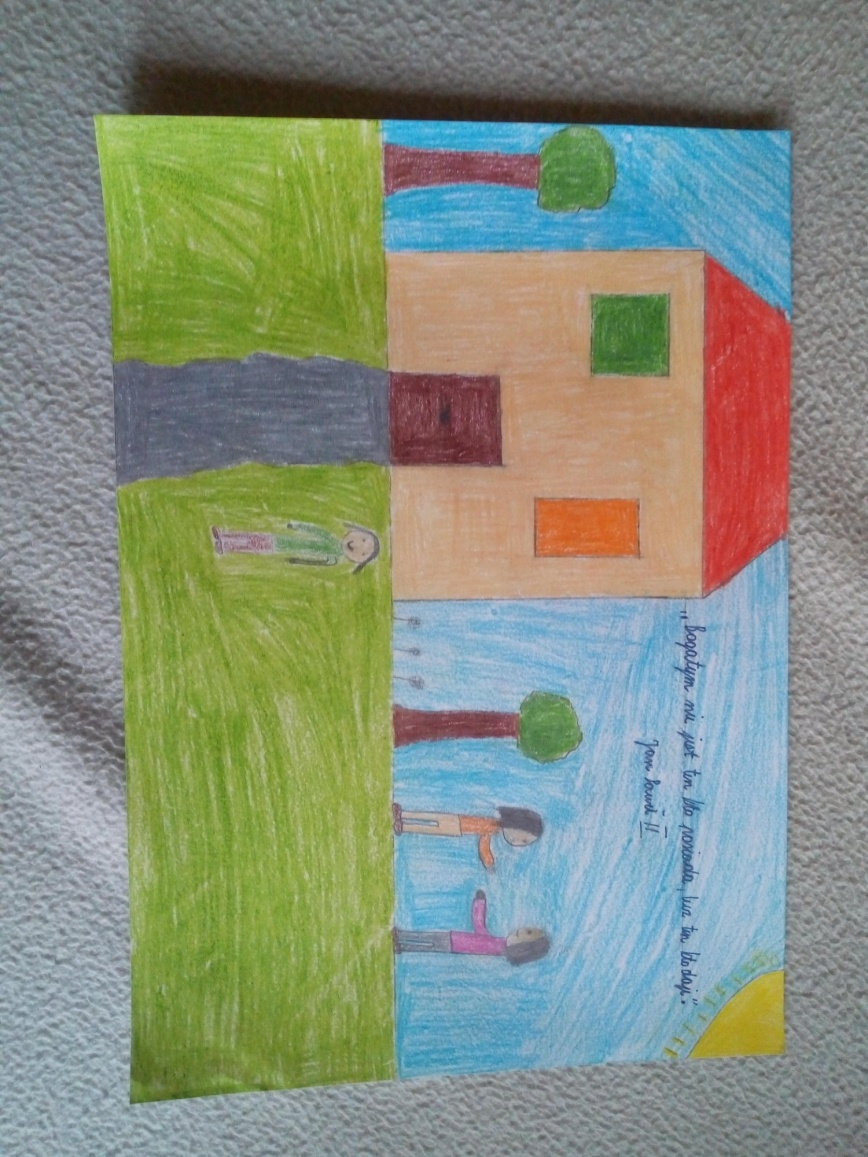 „Bogatym nie jest ten kto posiada, lecz ten kto daje."
Jan Paweł II